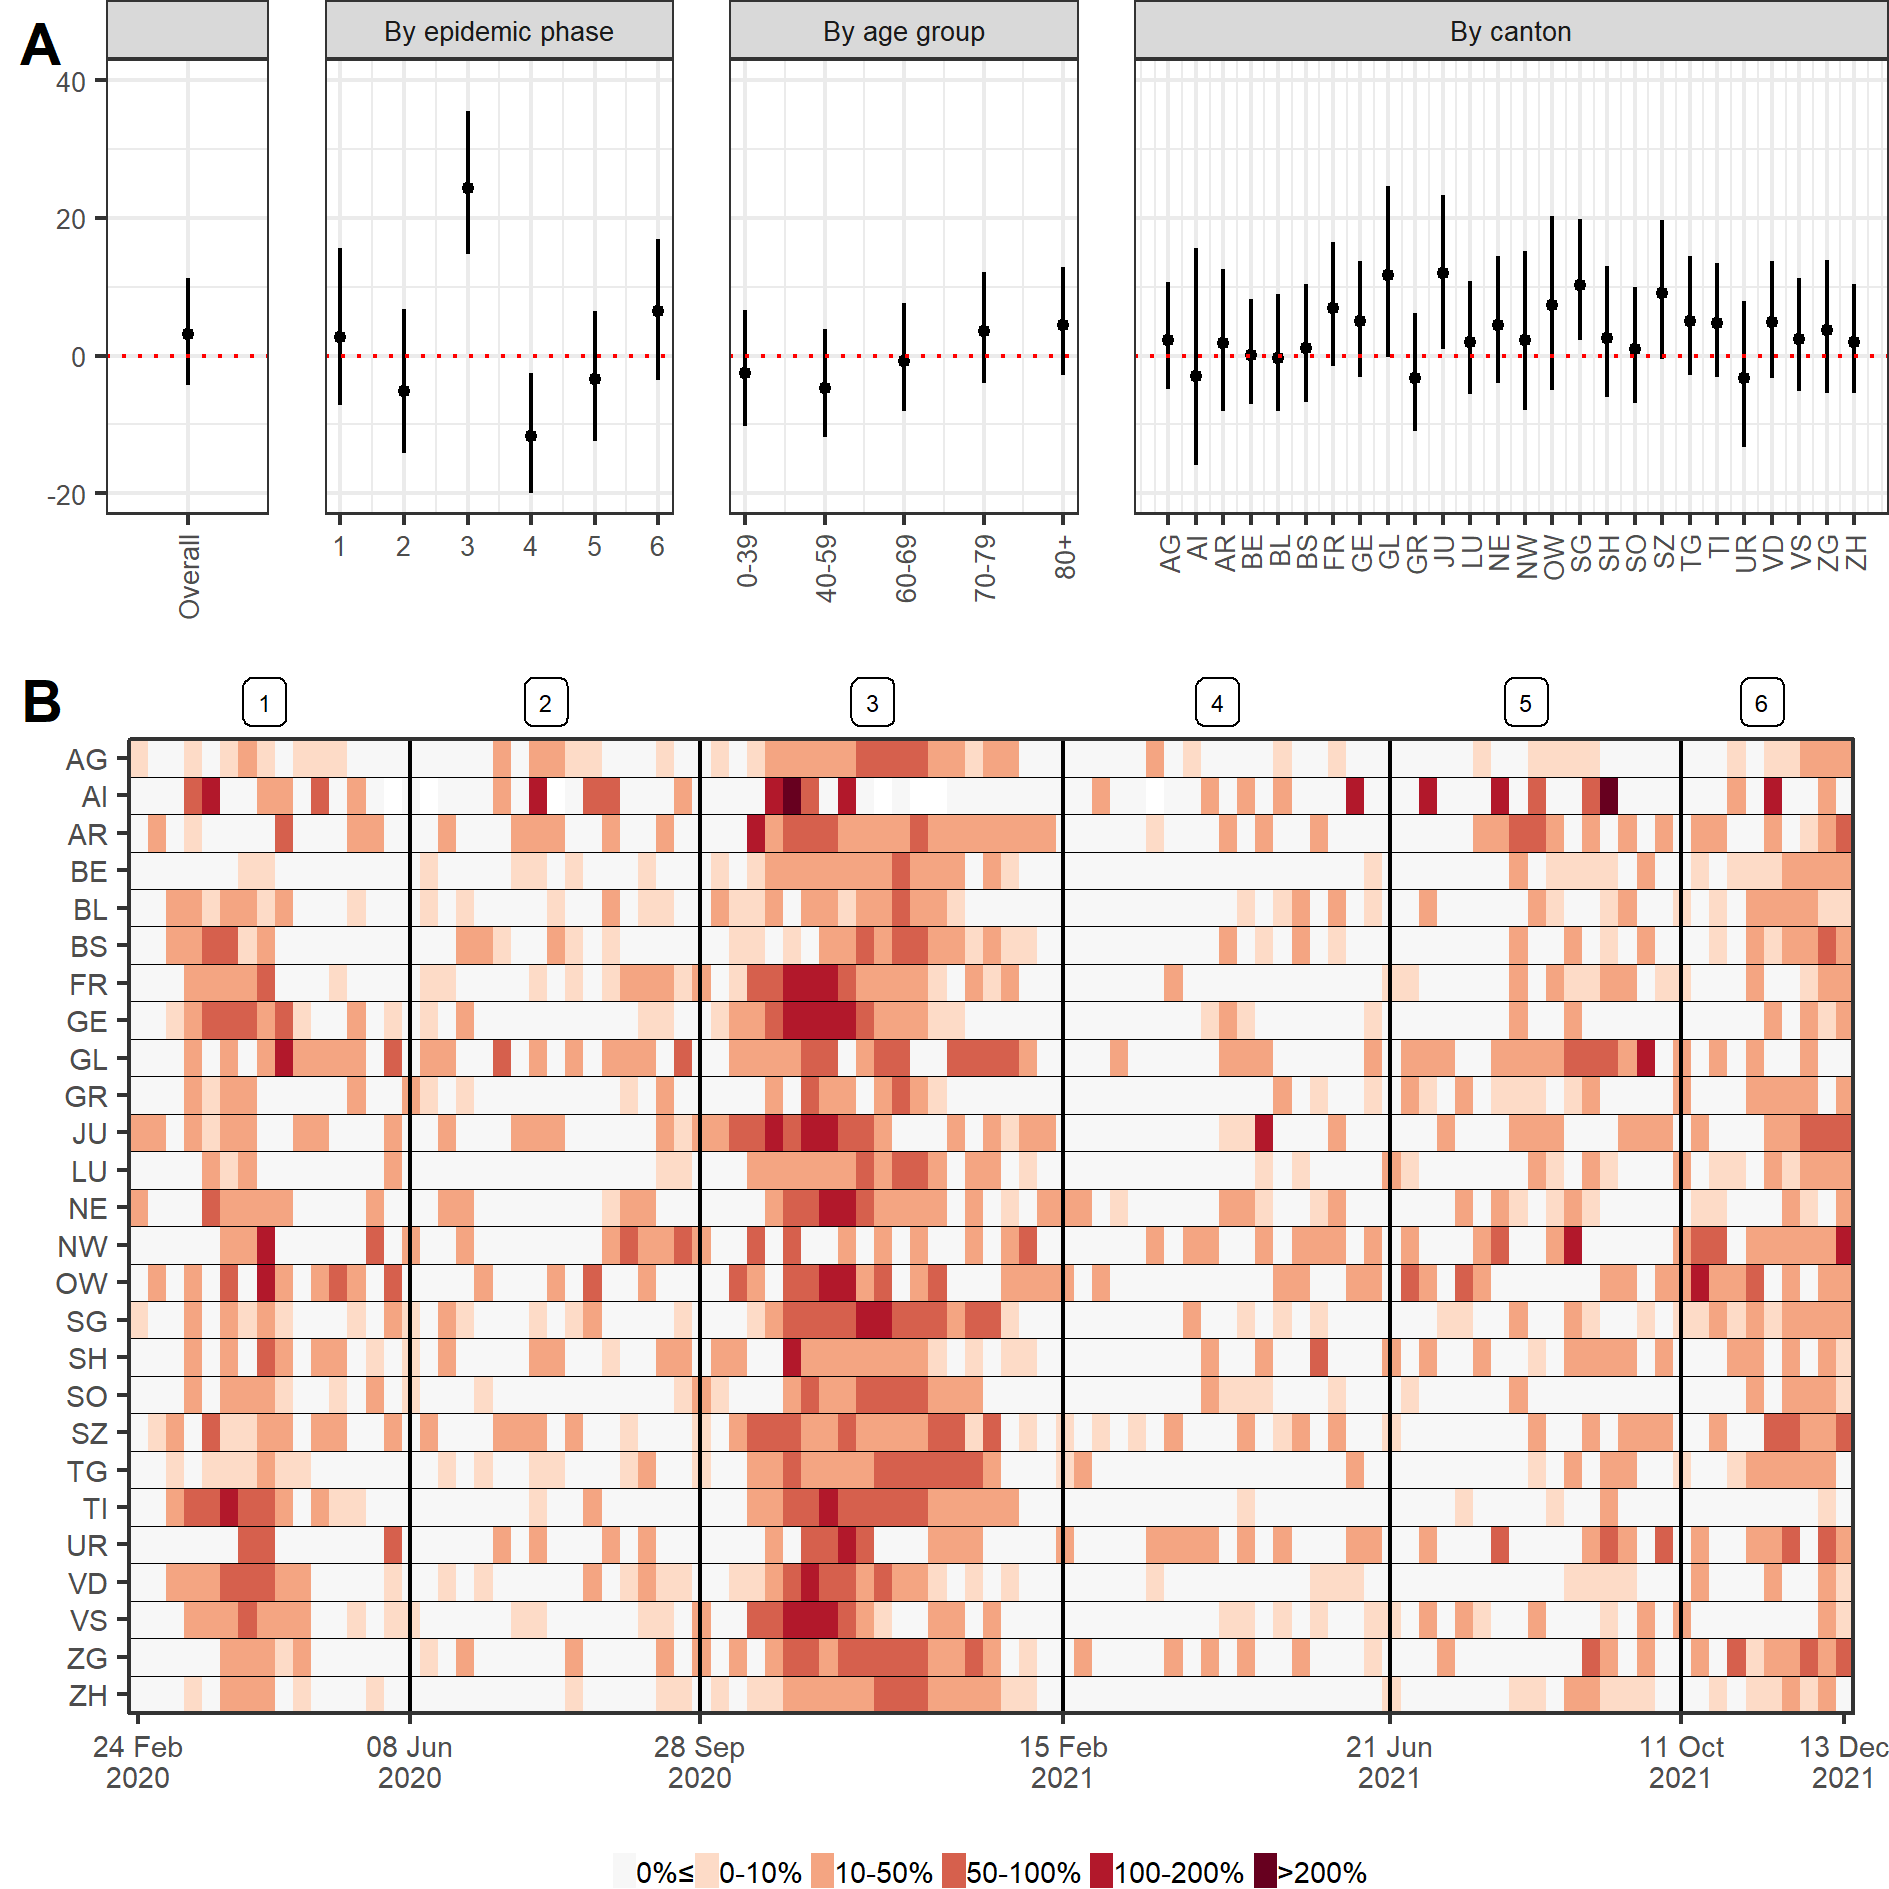 A
By epidemic phase
By age group
By canton
40
20
0
-20
Overall
1 2 3 4 5 6
0-39 40-59 60-69 70-79 80+
AG AI AR BE BL BS FR GE GL GR JU LU NE NW OW SG SH SO SZ TG TI UR VD VS ZG ZH
B
1 2 3 4 5 6
AG
AI
AR
BE
BL
BS
FR
GE
GL
GR
JU
LU
NE
NW
OW
SG
SH
SO
SZ
TG
TI
UR
VD
VS
ZG
ZH
24 Feb 08 Jun 28 Sep 15 Feb 21 Jun 11 Oct 13 Dec
2020 2020 2020 2021 2021 2021 2021
0%≤ 0-10% 10-50% 50-100% 100-200% >200%